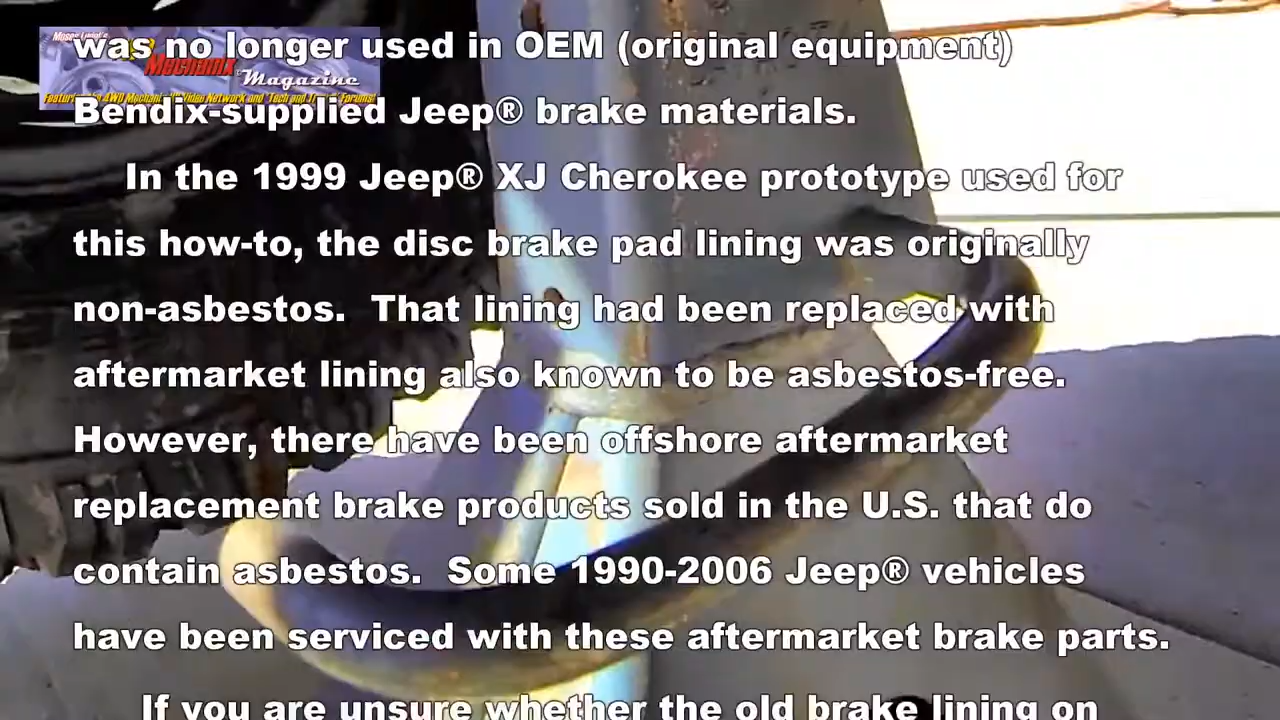 Mechanix
Magazine
was no longer used in OEM (original equipment)
Bendix-supplied Jeep® brake materials.
In the 1999 Jeep® XJ Cherokee prototype used for
this how-to, the disc brake pad lining was originally
non-asbestos. That lining had been replaced with
aftermarket lining also known to be asbestos-free.
However, there have been offshore aftermarket
replacement brake products sold in the U.S. that do
contain asbestos. Some 1990-2006 Jeep® vehicles
have been serviced with these aftermarket brake parts.
If you are unsure whether the old brake lining on